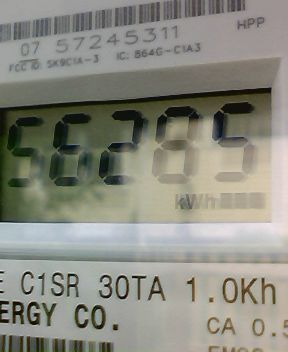 HPP
07 57245311
FCC ID: SK9C1A-3 IC: 864G-C1A3
56285
kWh
E C1SR 30TA 1.0Kh
ERGY CO.
CA 0.5